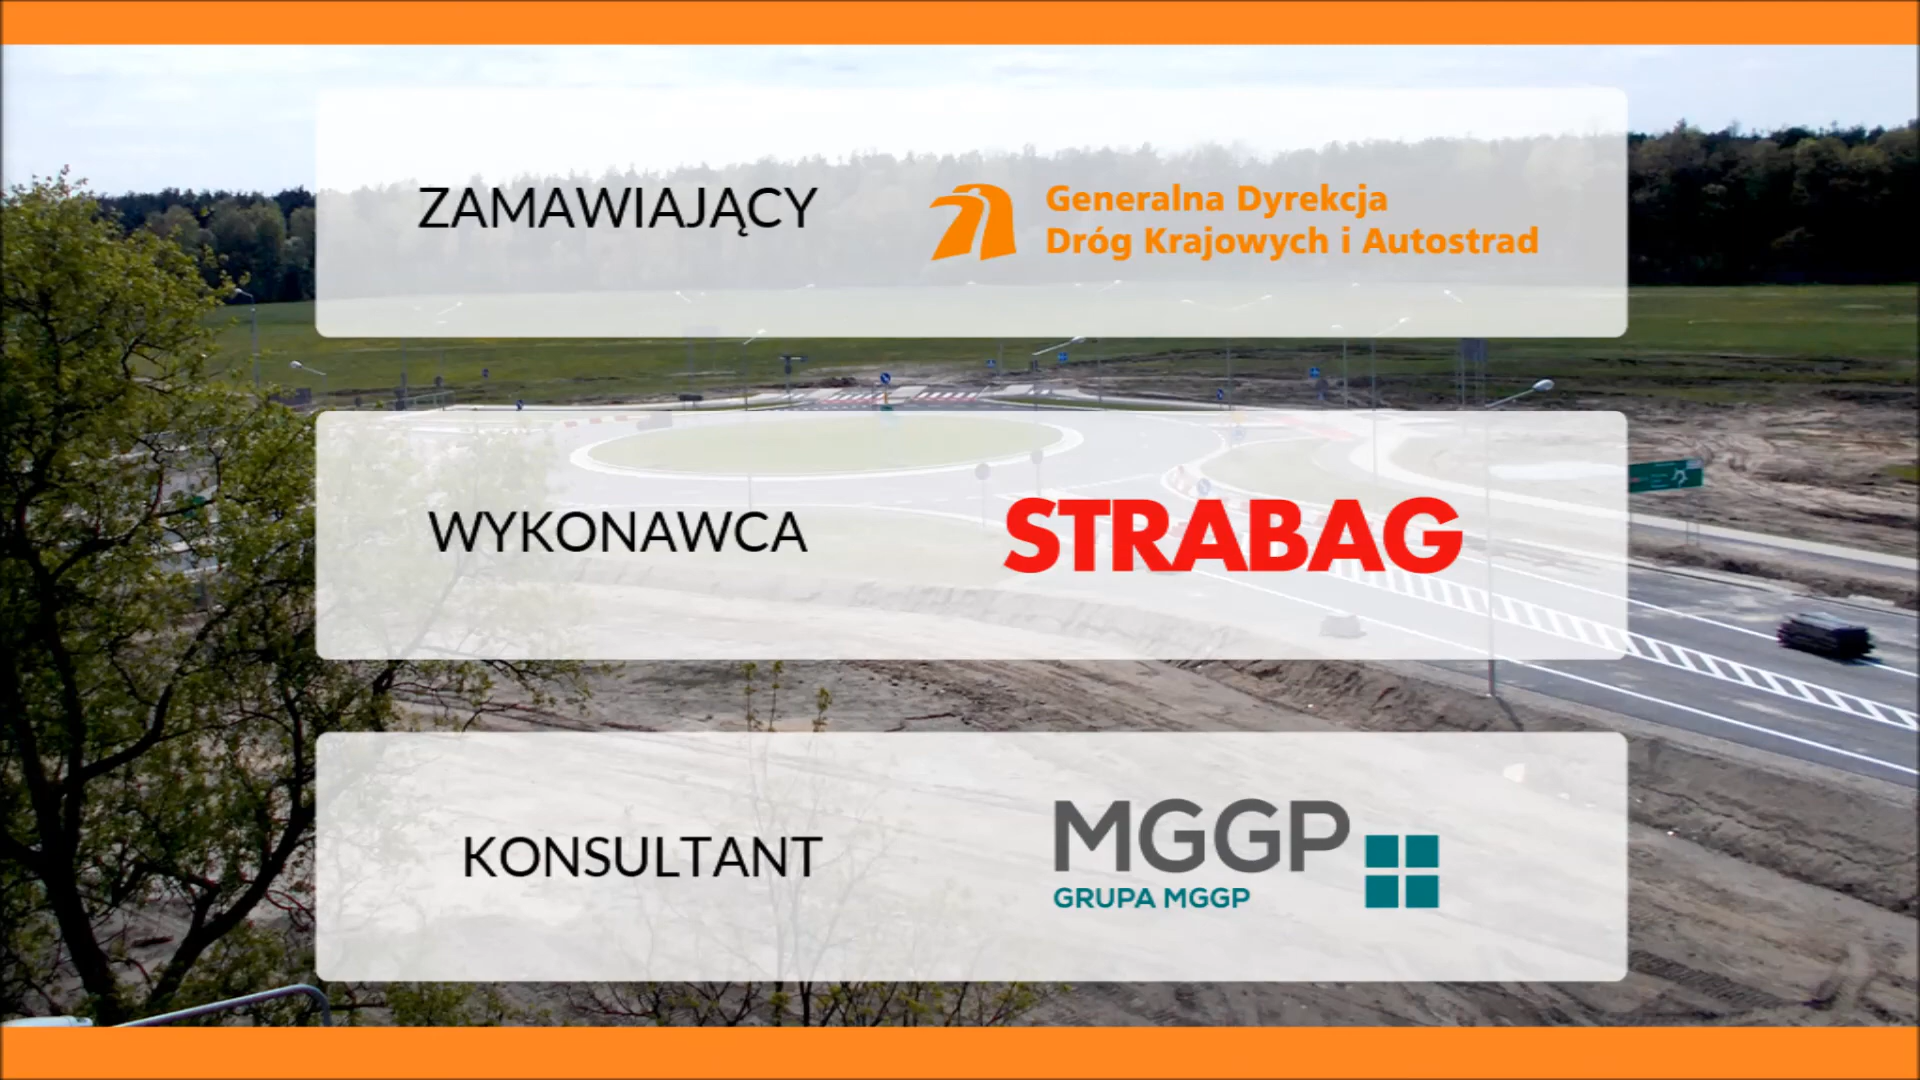 ZAMAWIAJĄCY
Generalna Dyrekcja
Dróg Krajowych i Autostrad
WYKONAWCA
STRABAG
KONSULTANT
MGGP
GRUPA MGGP